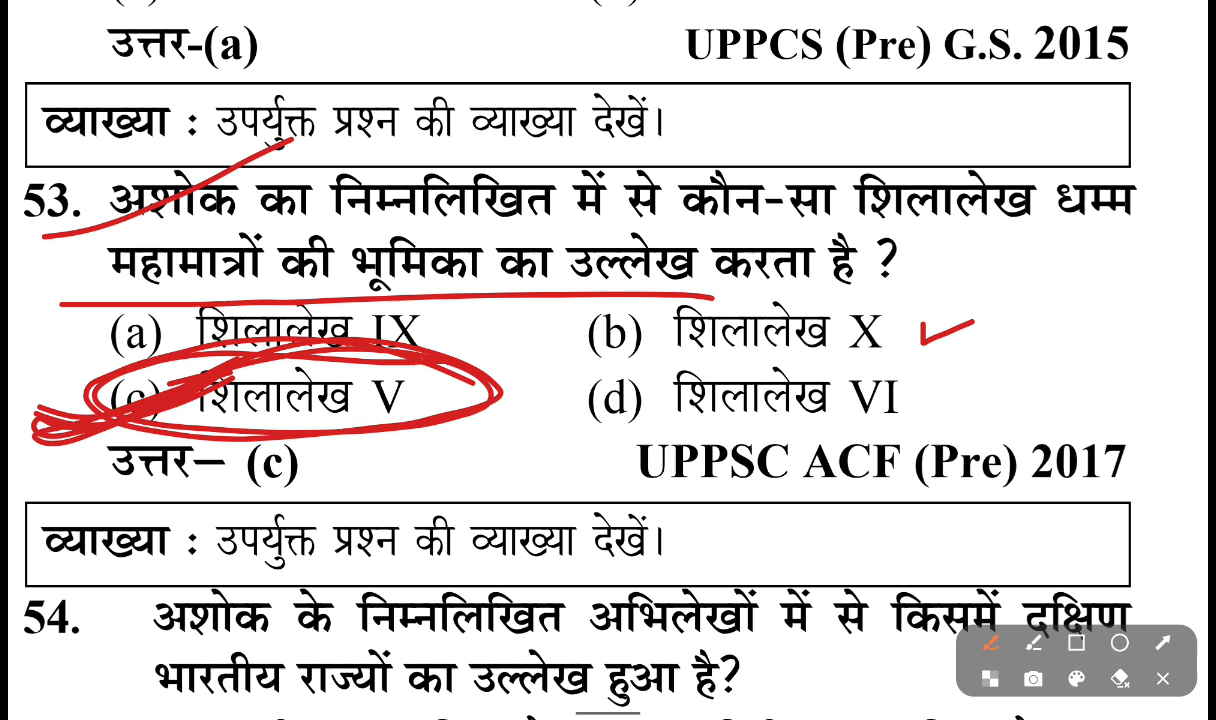 उत्तर-(a) UPPCS (Pre) G.S. 2015
व्याख्या : उपर्युक्त प्रश्न की व्याख्या देखें।
53. अशोक का निम्नलिखित में से कौन-सा शिलालेख धम्म
महामात्रों की भूमिका का उल्लेख करता है ?
(a) शिलालेख IX (b) शिलालेख X
(c) शिलालेख V (d) शिलालेख VI
उत्तर– (c) UPPSC ACF (Pre) 2017
व्याख्या : उपर्युक्त प्रश्न की व्याख्या देखें।
54. अशोक के निम्नलिखित अभिलेखों में से किसमें दक्षिण
भारतीय राज्यों का उल्लेख हुआ है?